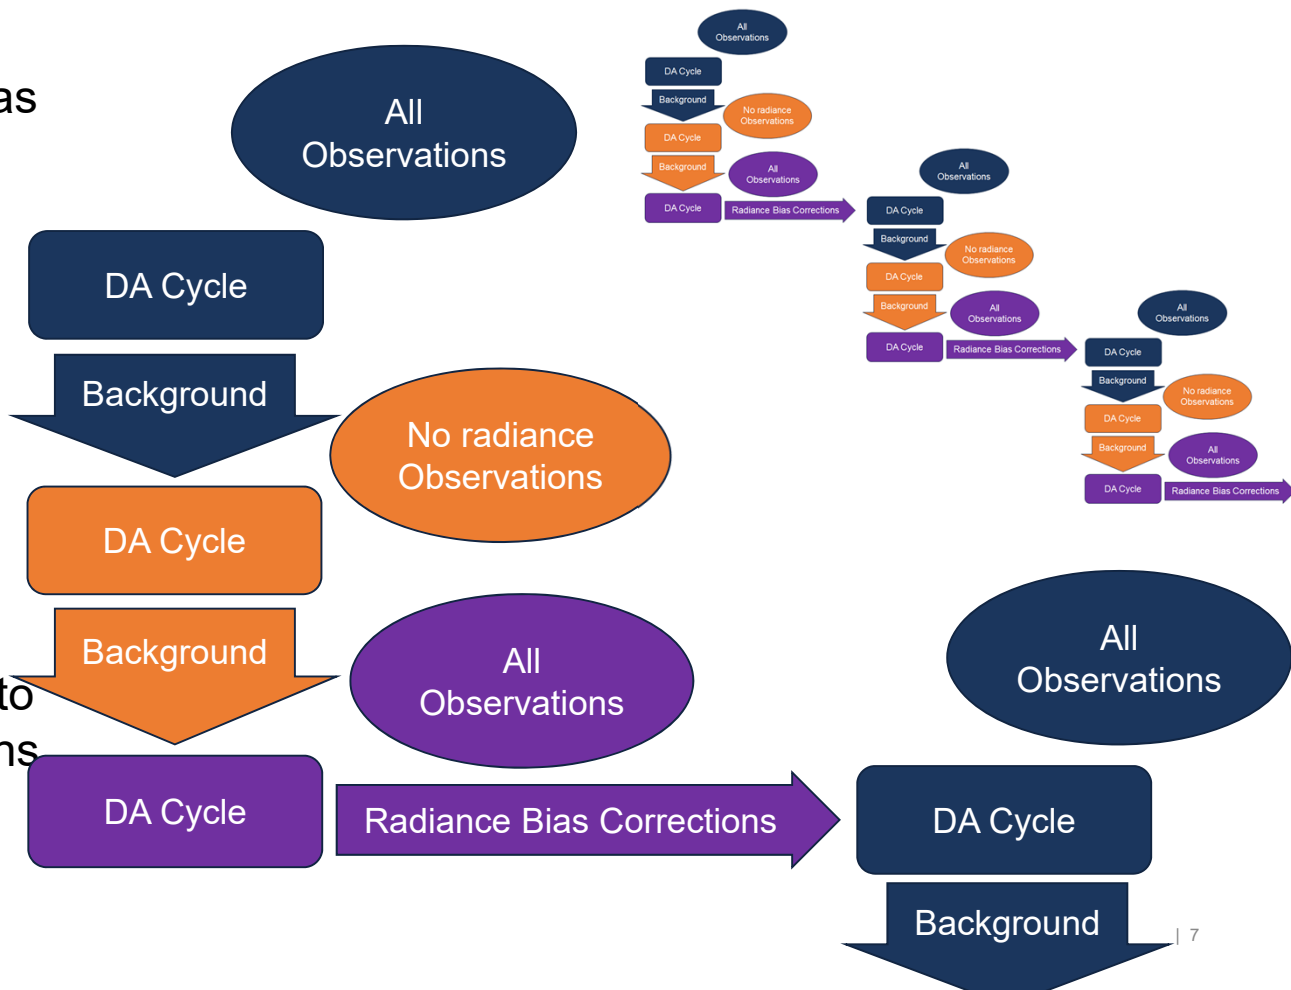 as
All
Observations
DA Cycle
Background
No radiance
Observations
DA Cycle
Background
All
Observations
to
ns
DA Cycle
Radiance Bias Corrections
All
Observations
DA Cycle
Background
All
Observations
DA Cycle
Background
No radiance
Observations
DA Cycle
Background
All
Observations
DA Cycle
Radiance Bias Corrections
All
Observations
DA Cycle
Background
No radiance
Observations
DA Cycle
Background
All
Observations
DA Cycle
Radiance Bias Corrections
All
Observations
DA Cycle
Background
No radiance
Observations
DA Cycle
Background
All
Observations
DA Cycle
Radiance Bias Corrections
| 7